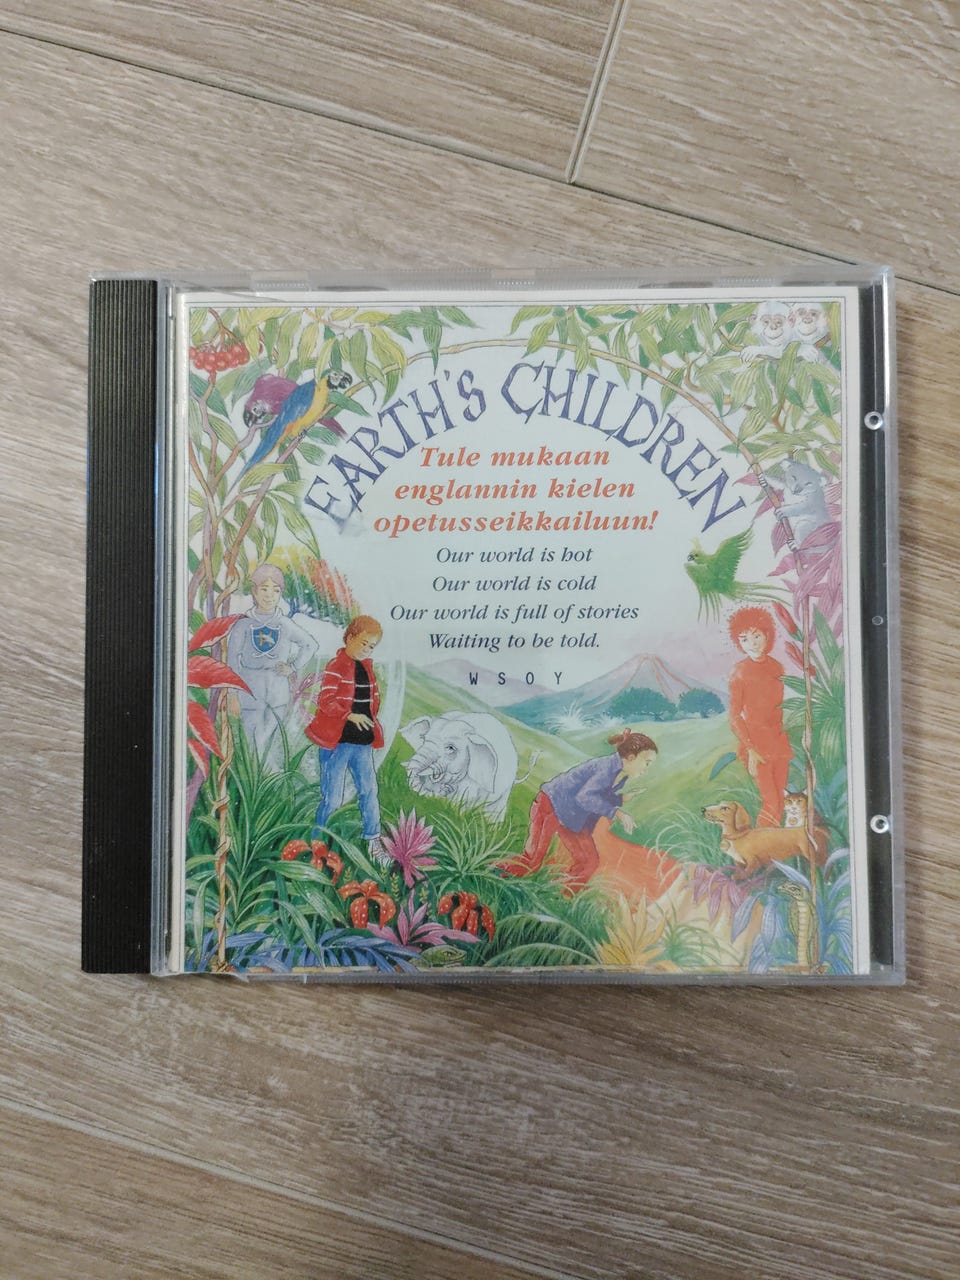 EARTH'S CHILDREN
Tule mukaan
englannin kielen
opetusseikkailuun!
Our world is hot
Our world is cold
Our world is full of stories
Waiting to be told.
WSOY